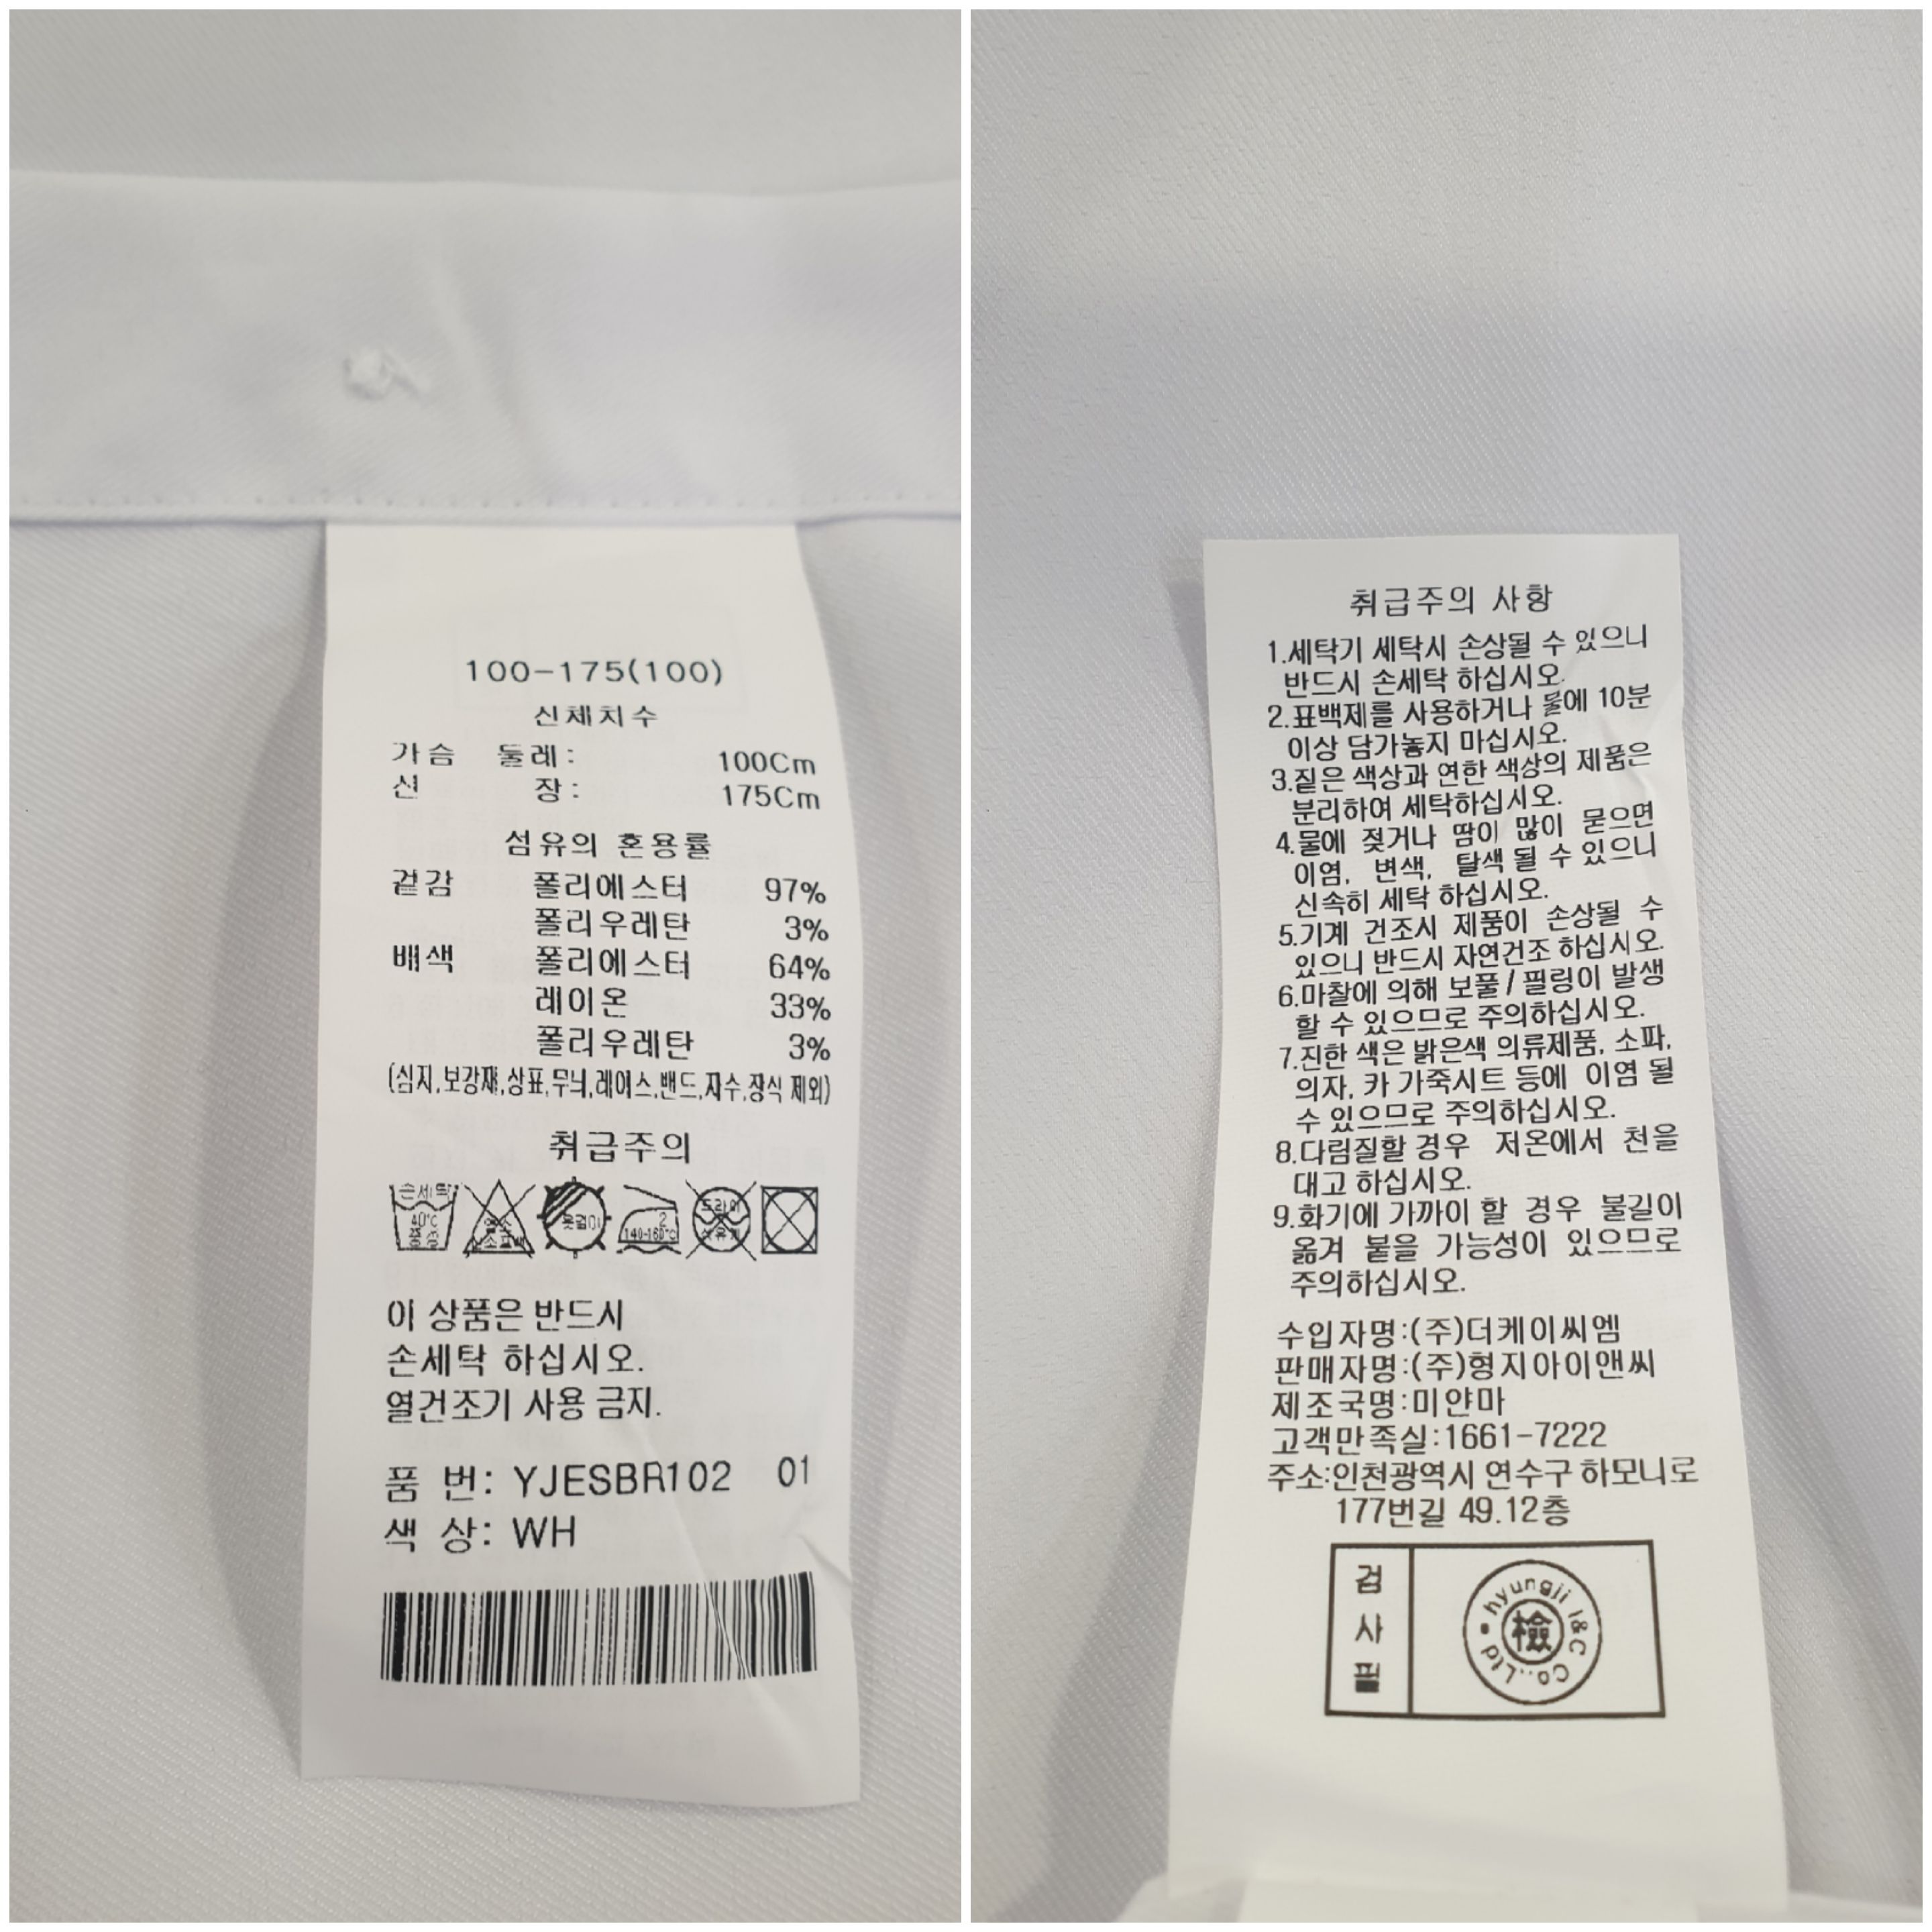 100-175(100)
신체치수
가슴 둘레: 100Cm
신 장: 175Cm
섬유의 혼용률
겉감 폴리에스터 97%
폴리우레탄 3%
배색 폴리에스터 64%
레이온 33%
폴리우레탄 3%
(심지,보강재,상표,무늬,레이스,밴드,자수,장식 제외)
취급주의
손세탁
40℃
중성
염소
옷걸이
2
140-160℃
드라이
석유계
이 상품은 반드시
손세탁 하십시오.
열건조기 사용 금지.
품 번: YJESBR102 01
색 상: WH
취급주의 사항
1.세탁기 세탁시 손상될 수 있으니
반드시 손세탁 하십시오.
2.표백제를 사용하거나 물에 10분
이상 담가놓지 마십시오.
3.짙은 색상과 연한 색상의 제품은
분리하여 세탁하십시오.
4.물에 젖거나 땀이 많이 묻으면
이염, 변색, 탈색 될 수 있으니
신속히 세탁 하십시오.
5.기계 건조시 제품이 손상될 수
있으니 반드시 자연건조 하십시오.
6.마찰에 의해 보풀/필링이 발생
할 수 있으므로 주의하십시오.
7.진한 색은 밝은색 의류제품, 소파,
의자, 카 가죽시트 등에 이염 될
수 있으므로 주의하십시오.
8.다림질할 경우 저온에서 천을
대고 하십시오.
9.화기에 가까이 할 경우 불길이
옮겨 붙을 가능성이 있으므로
주의하십시오.
수입자명:(주)더케이씨엠
판매자명:(주)형지아이앤씨
제조국명:미얀마
고객만족실:1661-7222
주소:인천광역시 연수구 하모니로
177번길 49.12층
검사필
hyungji I&C Co.,Ltd
檢